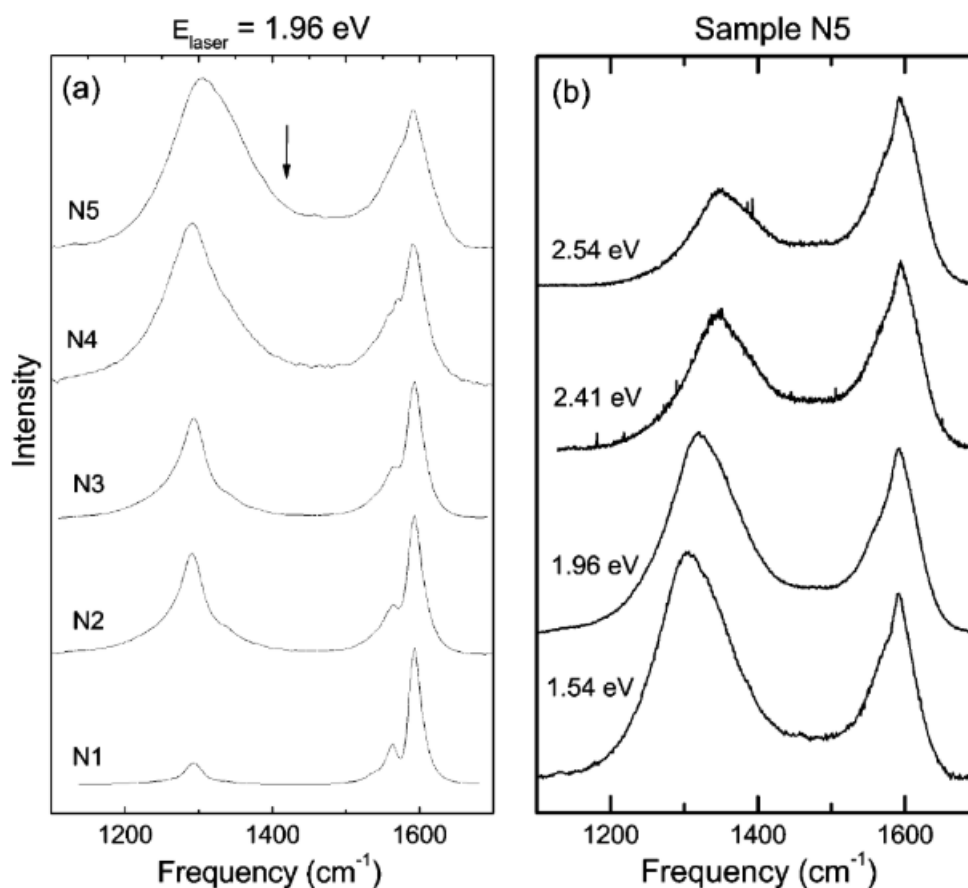 E_laser = 1.96 eV
(a)
N5
N4
N3
N2
N1
Intensity
1200 1300 1400 1600
Frequency (cm⁻¹)
Sample N5
(b)
2.54 eV
2.41 eV
1.96 eV
1.54 eV
1200 1400 1600
Frequency (cm⁻¹)